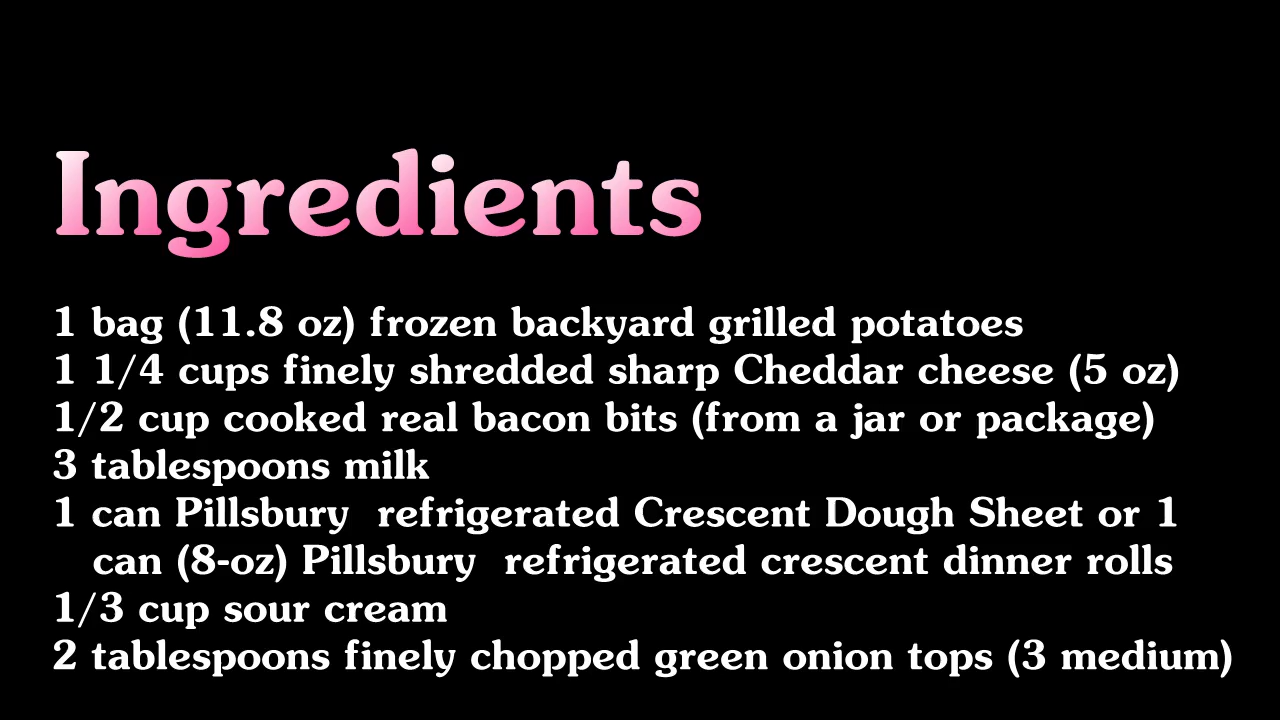 Ingredients
1 bag (11.8 oz) frozen backyard grilled potatoes
1 1/4 cups finely shredded sharp Cheddar cheese (5 oz)
1/2 cup cooked real bacon bits (from a jar or package)
3 tablespoons milk
1 can Pillsbury  refrigerated Crescent Dough Sheet or 1
can (8-oz) Pillsbury  refrigerated crescent dinner rolls
1/3 cup sour cream
2 tablespoons finely chopped green onion tops (3 medium)